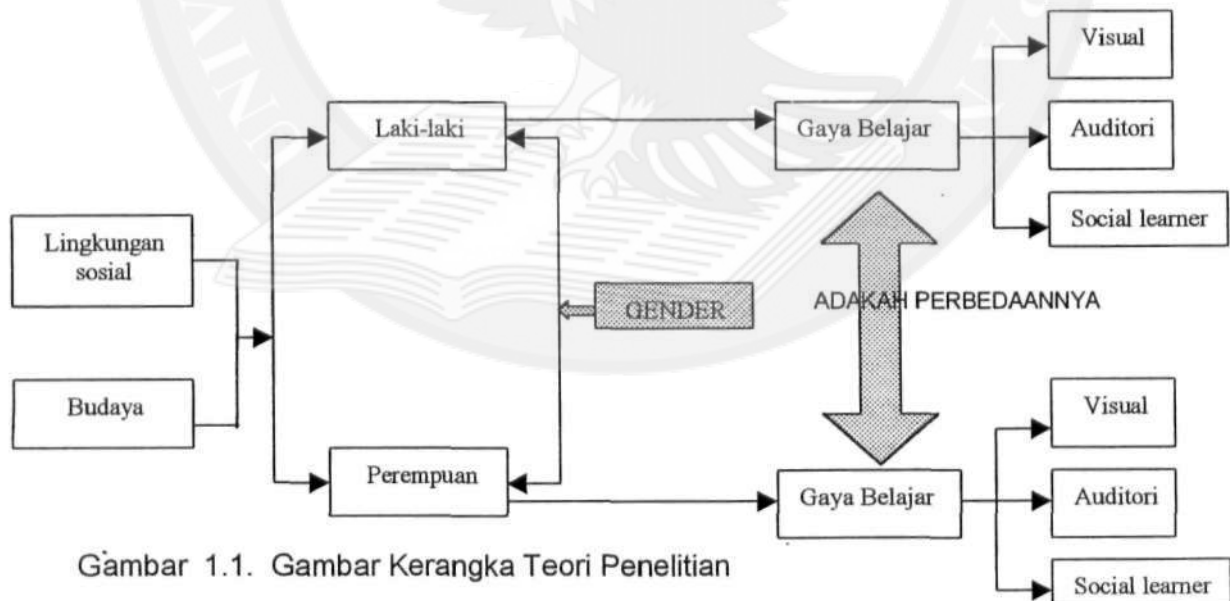 Visual
Laki-laki
Gaya Belajar
Auditori
Lingkungan
sosial
Social learner
GENDER
ADAKAH PERBEDAANNYA
Budaya
Visual
Perempuan
Gaya Belajar
Auditori
Gambar 1.1. Gambar Kerangka Teori Penelitian
Social learner